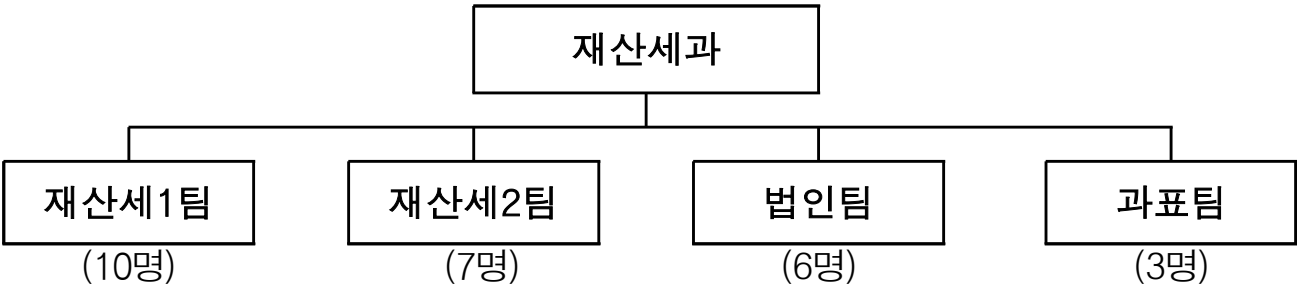 재산세과
재산세1팀 재산세2팀 법인팀 과표팀
(10명) (7명) (6명) (3명)